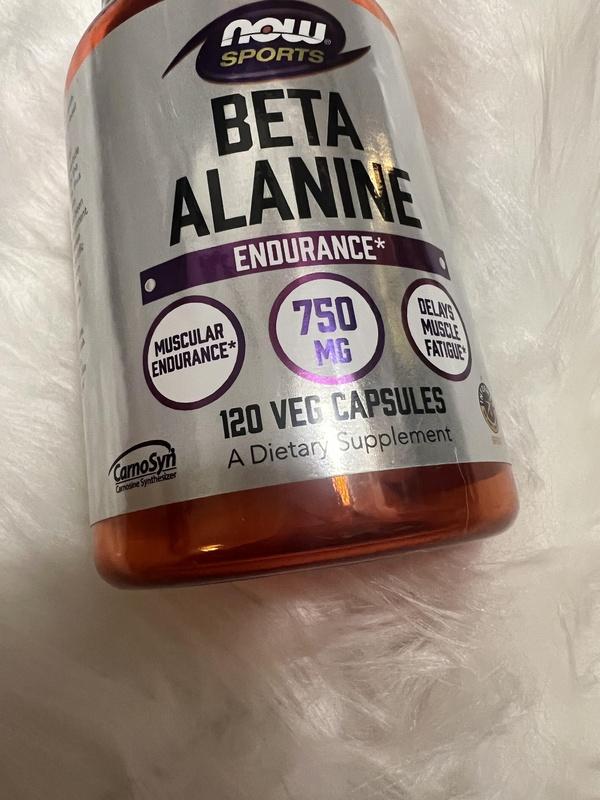 NOW®
SPORTS
BETA
ALANINE
ENDURANCE*
MUSCULAR
ENDURANCE*
750
MG
DELAYS
MUSCLE
FATIGUE*
120 VEG CAPSULES
A Dietary Supplement
CarnoSyn
Carnosine Synthesizer